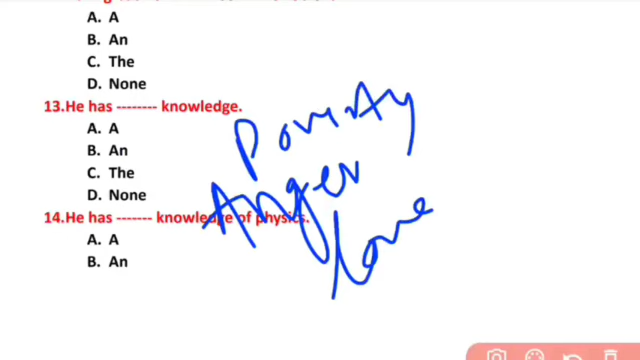 A. A
B. An
C. The
D. None
13.He has -------- knowledge.
A. A
B. An
C. The
D. None
Poverty
Anger
14.He has ------- knowledge of physics.
love
A. A
B. An